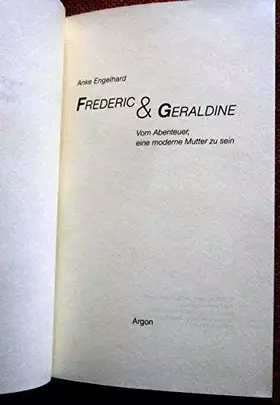 Anke Engelhard
FREDERIC & GERALDINE
Vom Abenteuer,
eine moderne Mutter zu sein
Argon